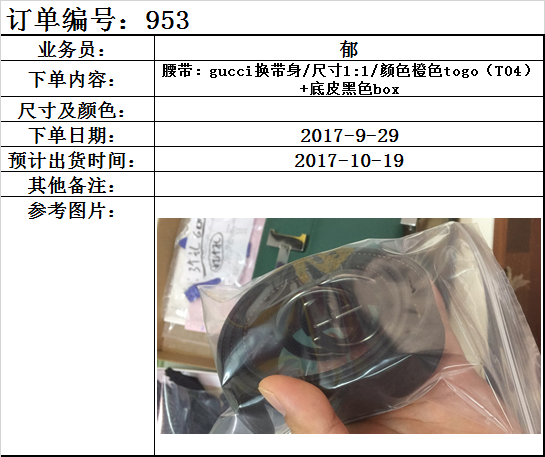 订单编号：953
业务员： 郁
下单内容： 腰带：gucci换带身/尺寸1:1/颜色橙色togo（T04）
+底皮黑色box
尺寸及颜色：
下单日期： 2017-9-29
预计出货时间： 2017-10-19
其他备注：
参考图片：